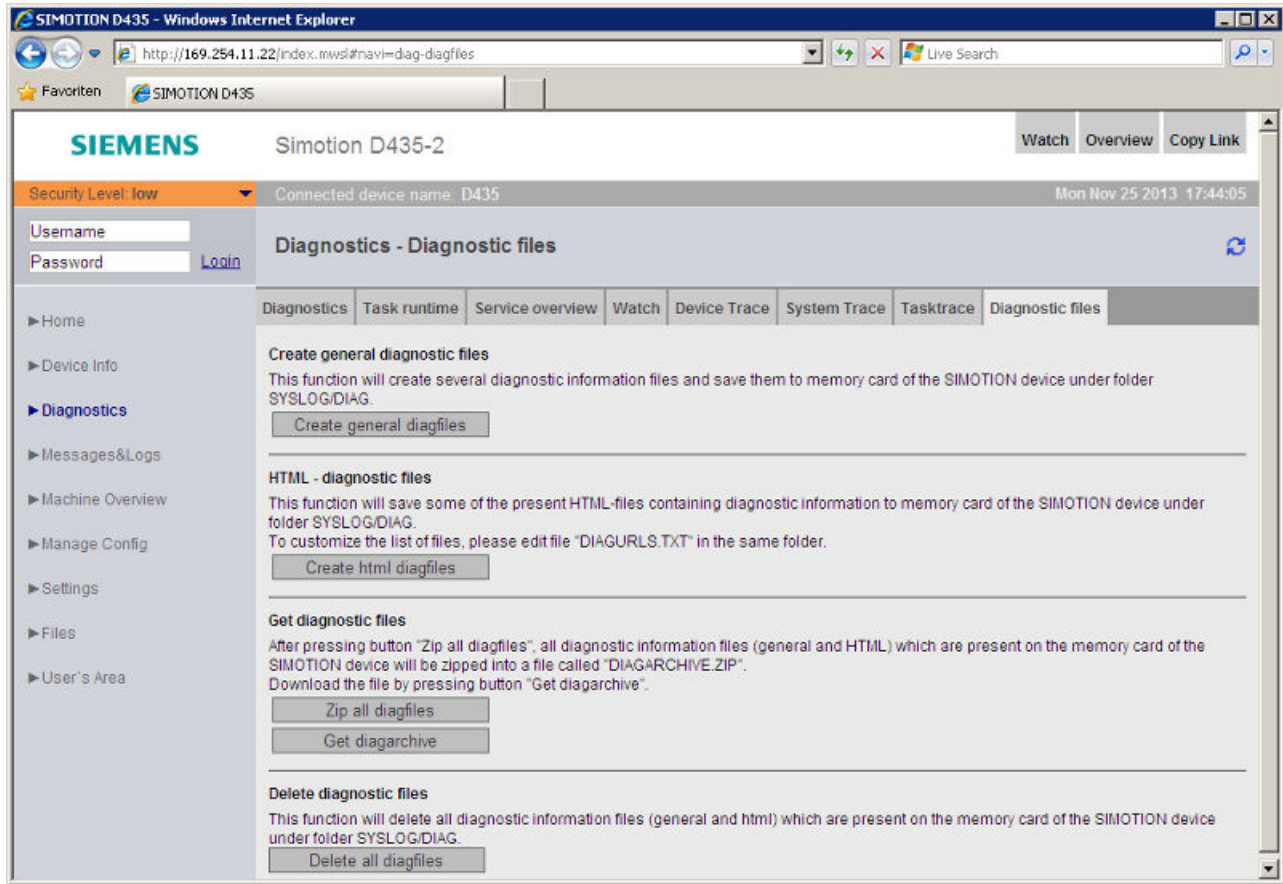 SIMOTION D435 - Windows Internet Explorer
http://169.254.11.22/index.mwsl#navi=diag-diagfiles
Live Search
Favoriten
SIMOTION D435
SIEMENS
Simotion D435-2
Watch Overview Copy Link
Security Level: low
Connected device name: D435
Mon Nov 25 2013 17:44:05
Username
Password
Login
Diagnostics - Diagnostic files
Diagnostics Task runtime Service overview Watch Device Trace System Trace Tasktrace Diagnostic files
Home
Device Info
Diagnostics
Messages&Logs
Machine Overview
Manage Config
Settings
Files
User's Area
Create general diagnostic files
This function will create several diagnostic information files and save them to memory card of the SIMOTION device under folder
SYSLOG/DIAG.
Create general diagfiles
HTML - diagnostic files
This function will save some of the present HTML-files containing diagnostic information to memory card of the SIMOTION device under
folder SYSLOG/DIAG.
To customize the list of files, please edit file "DIAGURLS.TXT" in the same folder.
Create html diagfiles
Get diagnostic files
After pressing button "Zip all diagfiles", all diagnostic information files (general and HTML) which are present on the memory card of the
SIMOTION device will be zipped into a file called "DIAGARCHIVE.ZIP".
Download the file by pressing button "Get diagarchive".
Zip all diagfiles
Get diagarchive
Delete diagnostic files
This function will delete all diagnostic information files (general and html) which are present on the memory card of the SIMOTION device
under folder SYSLOG/DIAG.
Delete all diagfiles